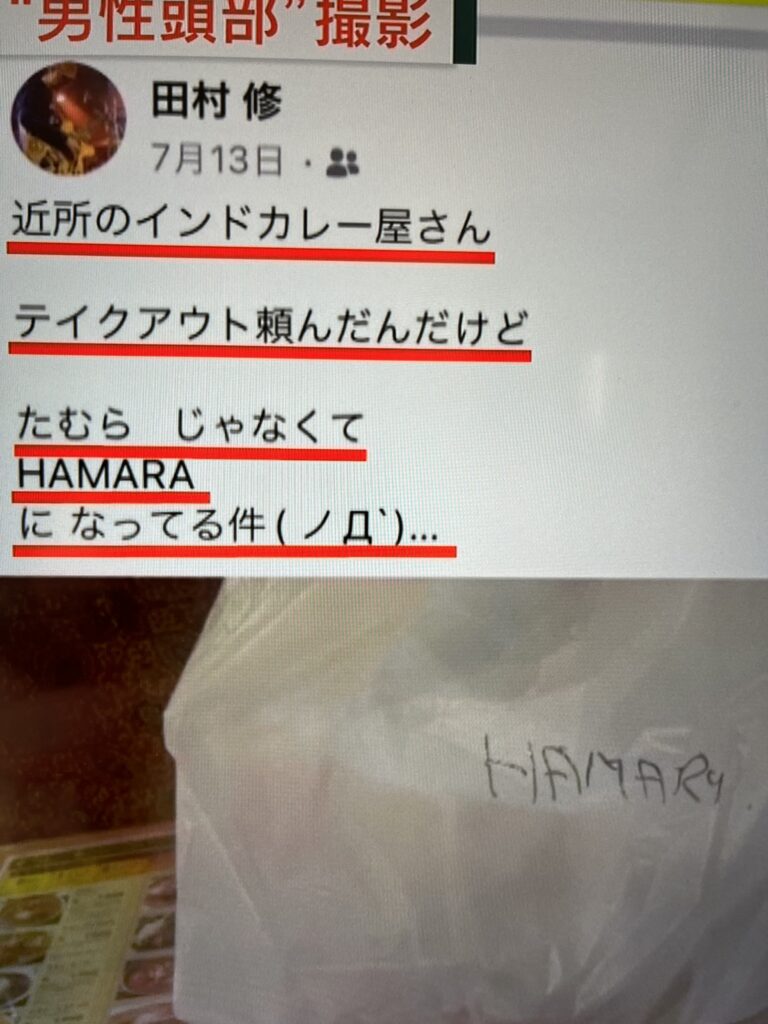 “男性頭部”撮影
田村 修
7月13日 ·
近所のインドカレー屋さん
テイクアウト頼んだんだけど
たむら　じゃなくて
HAMARA
に なってる件 ( ノД`)...
HAMARA